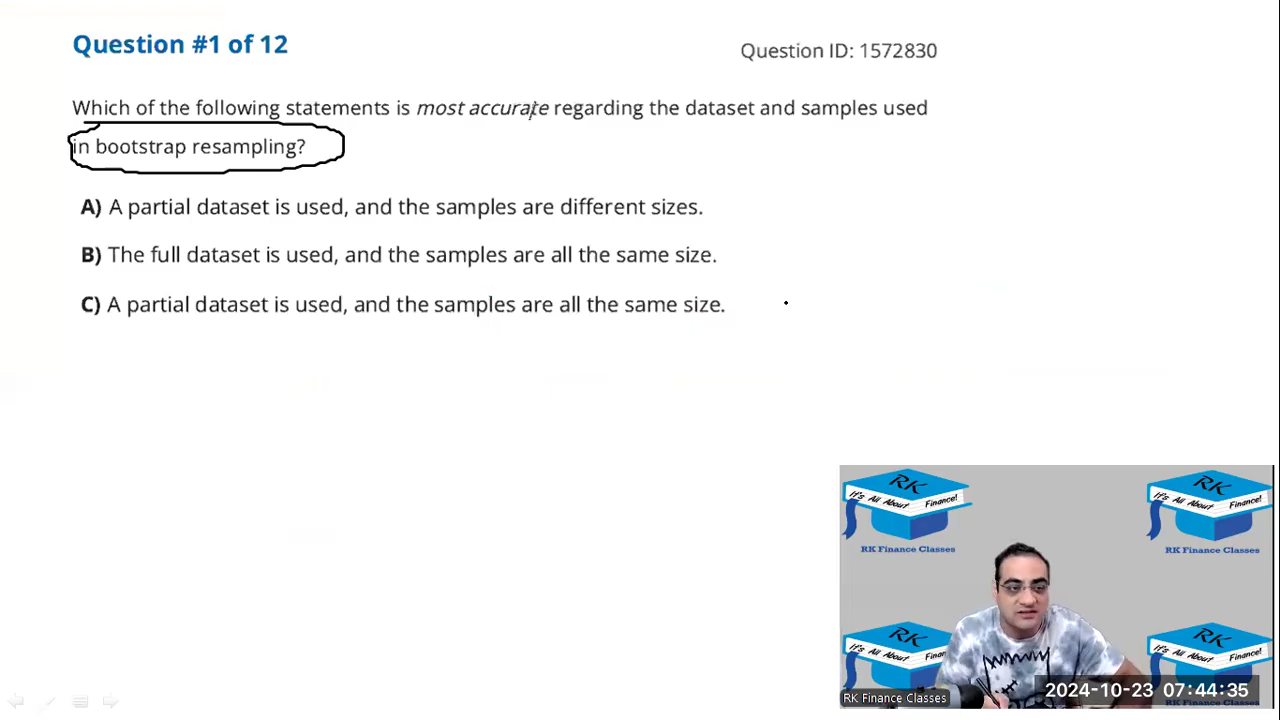 Question #1 of 12
Question ID: 1572830
Which of the following statements is most accurate regarding the dataset and samples used
in bootstrap resampling?
A) A partial dataset is used, and the samples are different sizes.
B) The full dataset is used, and the samples are all the same size.
C) A partial dataset is used, and the samples are all the same size.
RK
It's All About Finance!
RK Finance Classes
RK
It's All About Finance!
RK Finance Classes
RK
It's All About Finance!
RK
It's All About Finance!
RK Finance Classes
2024-10-23 07:44:35